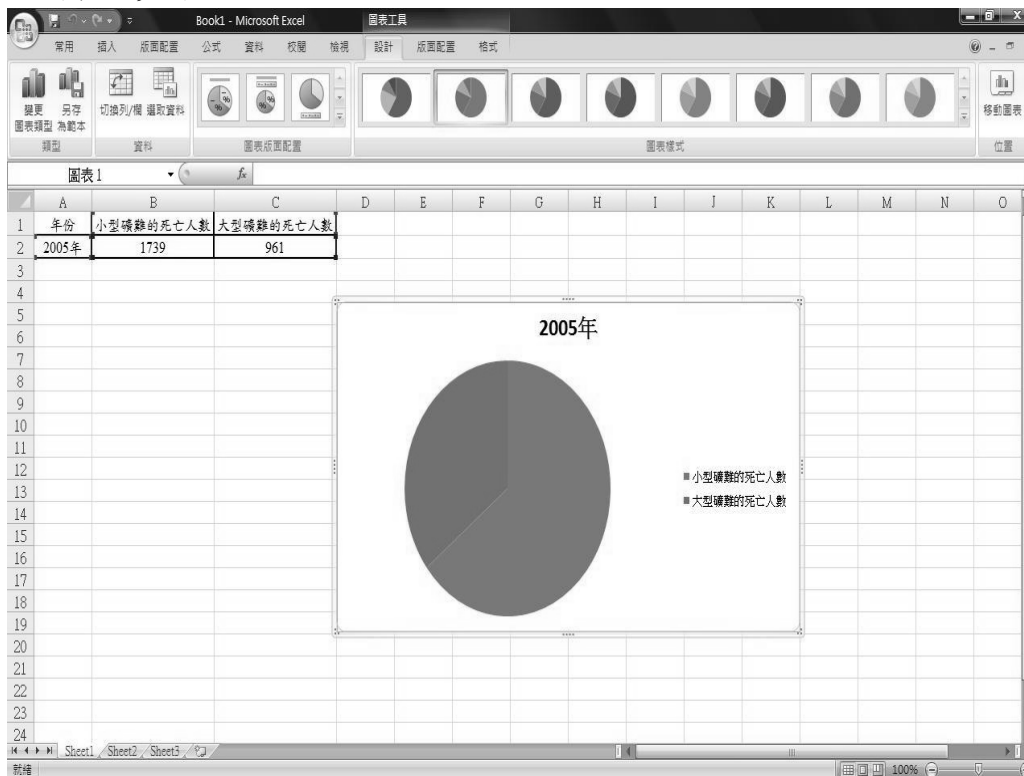 Book1 - Microsoft Excel 圖表工具
常用 插入 版面配置 公式 資料 校閱 檢視 設計 版面配置 格式
變更圖表類型 另存為範本 切換列/欄 選取資料 移動圖表
類型 資料 圖表版面配置 圖表樣式 位置
圖表 1 fx
A B C D E F G H I J K L M N O
1 年份 小型礦難的死亡人數 大型礦難的死亡人數
2 2005年 1739 961
3
4
5
6
7
8
9
10
11
12
13
14
15
16
17
18
19
20
21
22
23
24
2005年
小型礦難的死亡人數
大型礦難的死亡人數
Sheet1 Sheet2 Sheet3
就緒 100%